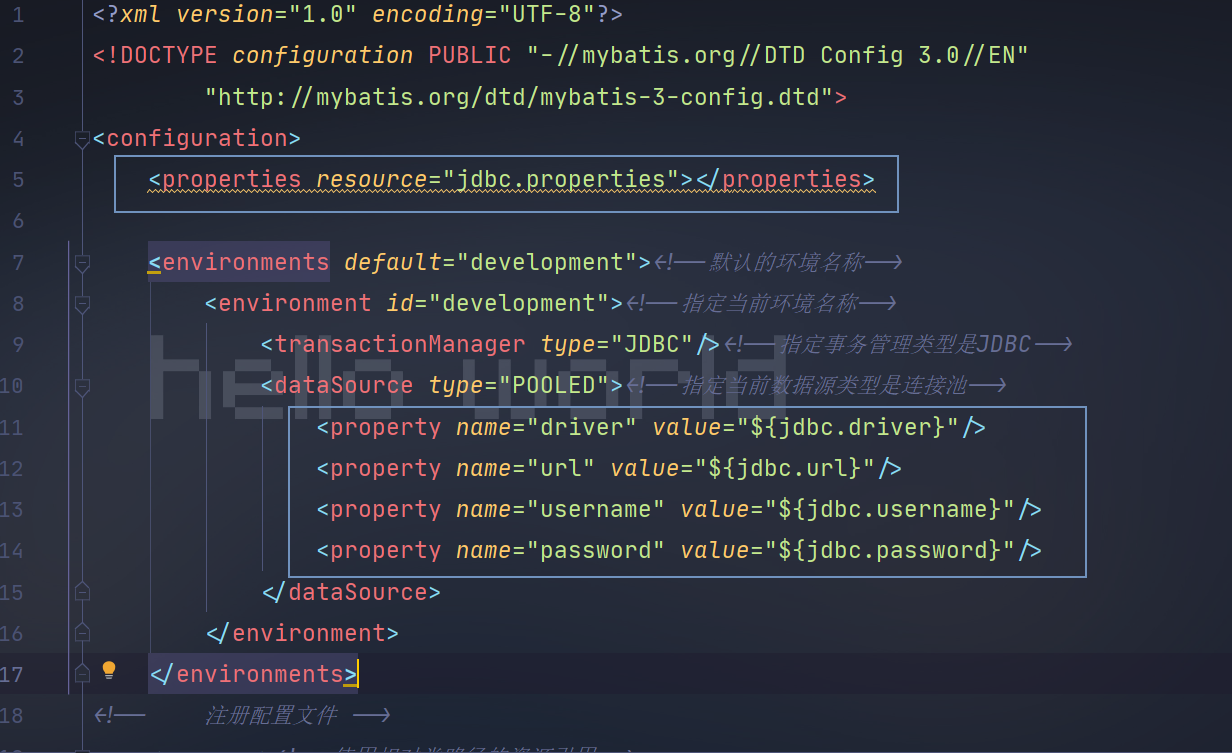 1 <?xml version="1.0" encoding="UTF-8"?>
2 <!DOCTYPE configuration PUBLIC "-//mybatis.org//DTD Config 3.0//EN"
3 "http://mybatis.org/dtd/mybatis-3-config.dtd">
4 <configuration>
5 <properties resource="jdbc.properties"></properties>
6
7 <environments default="development"><!--默认的环境名称-->
8 <environment id="development"><!--指定当前环境名称-->
9 <transactionManager type="JDBC"/><!--指定事务管理类型是JDBC-->
10 <dataSource type="POOLED"><!--指定当前数据源类型是连接池-->
hello world
11 <property name="driver" value="${jdbc.driver}"/>
12 <property name="url" value="${jdbc.url}"/>
13 <property name="username" value="${jdbc.username}"/>
14 <property name="password" value="${jdbc.password}"/>
15 </dataSource>
16 </environment>
17 </environments>
18 <!-- 注册配置文件 -->